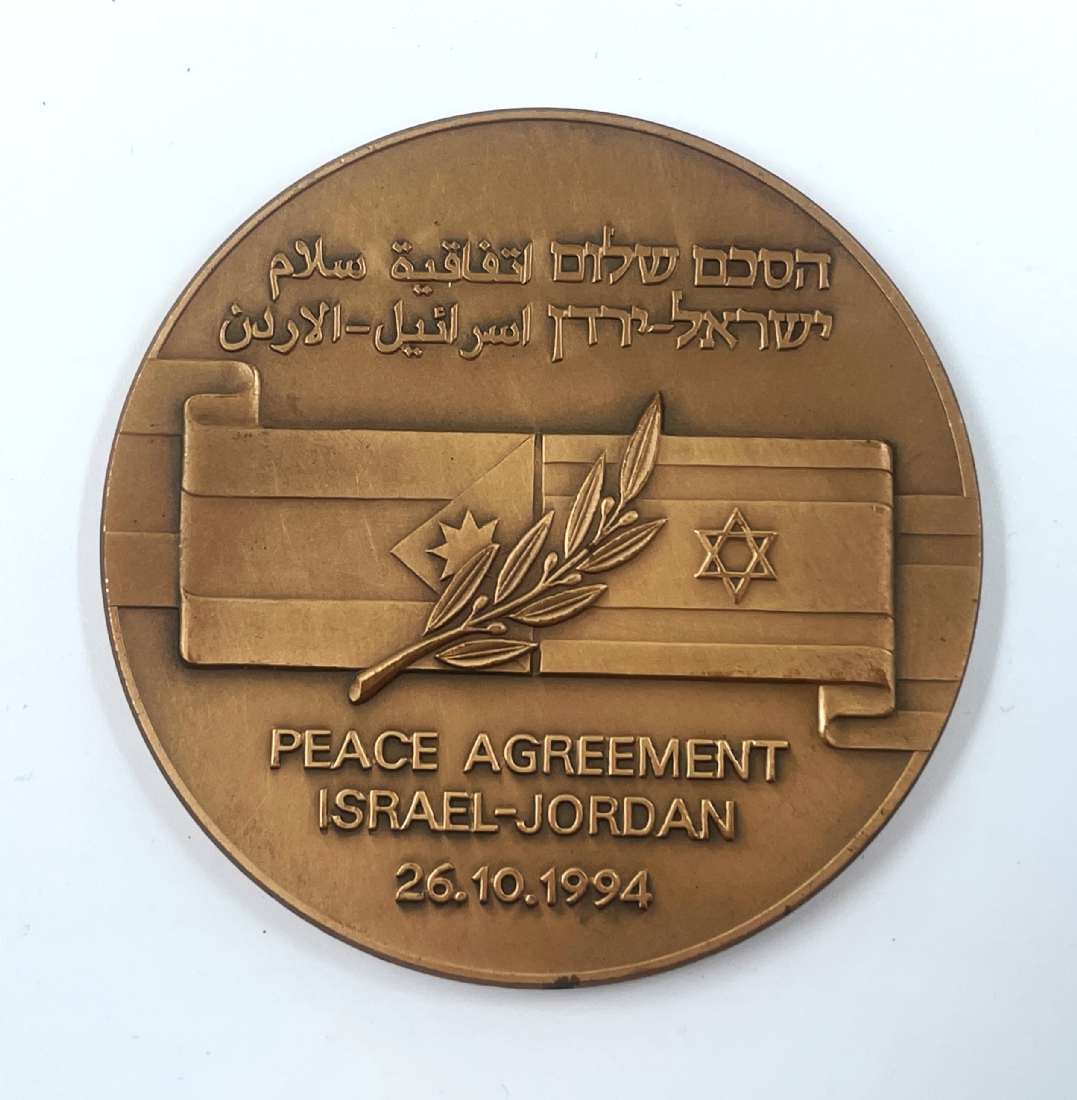 הסכם שלום اتفاقية سلام
ישראל-ירדן اسرائيل-الاردن
PEACE AGREEMENT
ISRAEL-JORDAN
26.10.1994